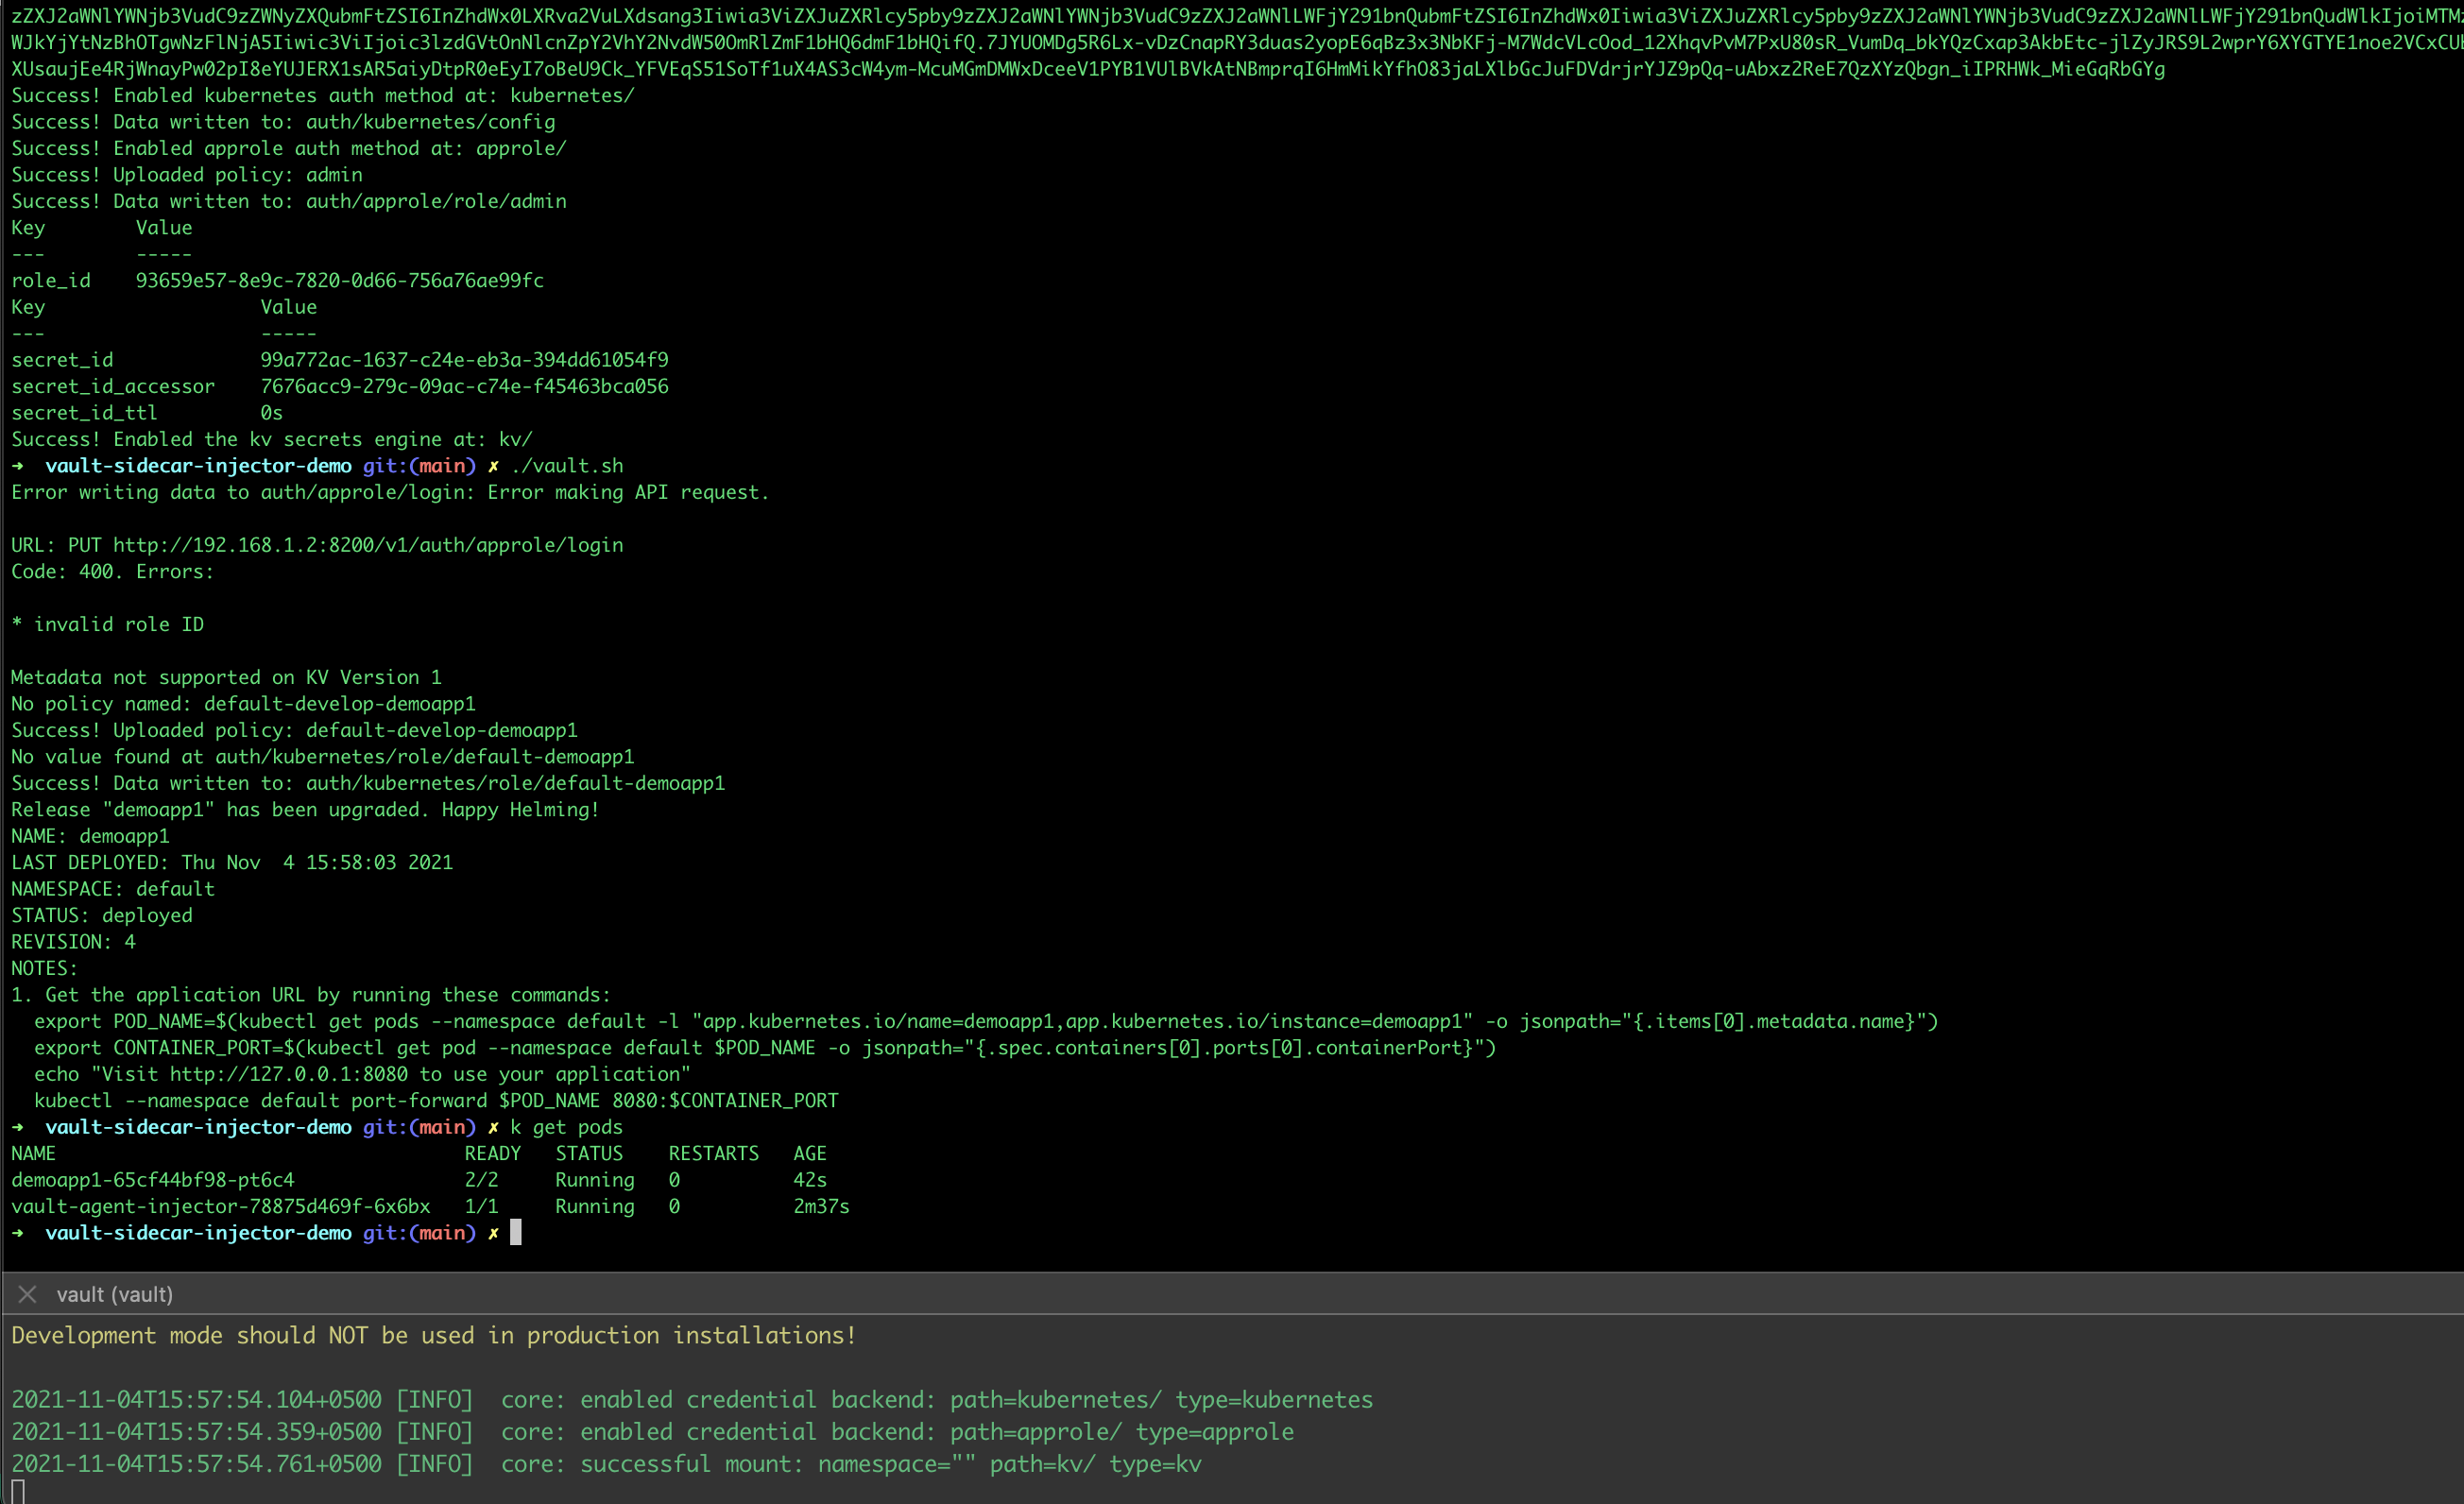 zZXJ2aWNlYWNjb3VudC9zZWNyZXQubmFtZSI6InZhdWx0LXRva2VuLXdsang3Iiwia3ViZXJuZXRlcy5pby9zZXJ2aWNlYWNjb3VudC9zZXJ2aWNlLWFjY291bnQubmFtZSI6InZhdWx0Iiwia3ViZXJuZXRlcy5pby9zZXJ2aWNlYWNjb3VudC9zZXJ2aWNlLWFjY291bnQudWlkIjoiMTM
WJkYjYtNzBhOTgwNzFlNjA5Iiwic3ViIjoic3lzdGVtOnNlcnZpY2VhY2NvdW50OmRlZmF1bHQ6dmF1bHQifQ.7JYUOMDg5R6Lx-vDzCnapRY3duas2yopE6qBz3x3NbKFj-M7WdcVLcOod_12XhqvPvM7PxU80sR_VumDq_bkYQzCxap3AkbEtc-jlZyJRS9L2wprY6XYGTYE1noe2VCxCU
XUsaujEe4RjWnayPw02pI8eYUJERX1sAR5aiyDtpR0eEyI7oBeU9Ck_YFVEqS51SoTf1uX4AS3cW4ym-McuMGmDMWxDceeV1PYB1VUlBVkAtNBmprqI6HmMikYfhO83jaLXlbGcJuFDVdrjrYJZ9pQq-uAbxz2ReE7QzXYzQbgn_iIPRHWk_MieGqRbGYg
Success! Enabled kubernetes auth method at: kubernetes/
Success! Data written to: auth/kubernetes/config
Success! Enabled approle auth method at: approle/
Success! Uploaded policy: admin
Success! Data written to: auth/approle/role/admin
Key        Value
---        -----
role_id    93659e57-8e9c-7820-0d66-756a76ae99fc
Key                   Value
---                   -----
secret_id             99a772ac-1637-c24e-eb3a-394dd61054f9
secret_id_accessor    7676acc9-279c-09ac-c74e-f45463bca056
secret_id_ttl         0s
Success! Enabled the kv secrets engine at: kv/
➜  vault-sidecar-injector-demo git:(main) ✗ ./vault.sh
Error writing data to auth/approle/login: Error making API request.
URL: PUT http://192.168.1.2:8200/v1/auth/approle/login
Code: 400. Errors:
* invalid role ID
Metadata not supported on KV Version 1
No policy named: default-develop-demoapp1
Success! Uploaded policy: default-develop-demoapp1
No value found at auth/kubernetes/role/default-demoapp1
Success! Data written to: auth/kubernetes/role/default-demoapp1
Release "demoapp1" has been upgraded. Happy Helming!
NAME: demoapp1
LAST DEPLOYED: Thu Nov  4 15:58:03 2021
NAMESPACE: default
STATUS: deployed
REVISION: 4
NOTES:
1. Get the application URL by running these commands:
  export POD_NAME=$(kubectl get pods --namespace default -l "app.kubernetes.io/name=demoapp1,app.kubernetes.io/instance=demoapp1" -o jsonpath="{.items[0].metadata.name}")
  export CONTAINER_PORT=$(kubectl get pod --namespace default $POD_NAME -o jsonpath="{.spec.containers[0].ports[0].containerPort}")
  echo "Visit http://127.0.0.1:8080 to use your application"
  kubectl --namespace default port-forward $POD_NAME 8080:$CONTAINER_PORT
➜  vault-sidecar-injector-demo git:(main) ✗ k get pods
NAME                                    READY   STATUS    RESTARTS   AGE
demoapp1-65cf44bf98-pt6c4               2/2     Running   0          42s
vault-agent-injector-78875d469f-6x6bx   1/1     Running   0          2m37s
➜  vault-sidecar-injector-demo git:(main) ✗
vault (vault)
Development mode should NOT be used in production installations!
2021-11-04T15:57:54.104+0500 [INFO]  core: enabled credential backend: path=kubernetes/ type=kubernetes
2021-11-04T15:57:54.359+0500 [INFO]  core: enabled credential backend: path=approle/ type=approle
2021-11-04T15:57:54.761+0500 [INFO]  core: successful mount: namespace="" path=kv/ type=kv